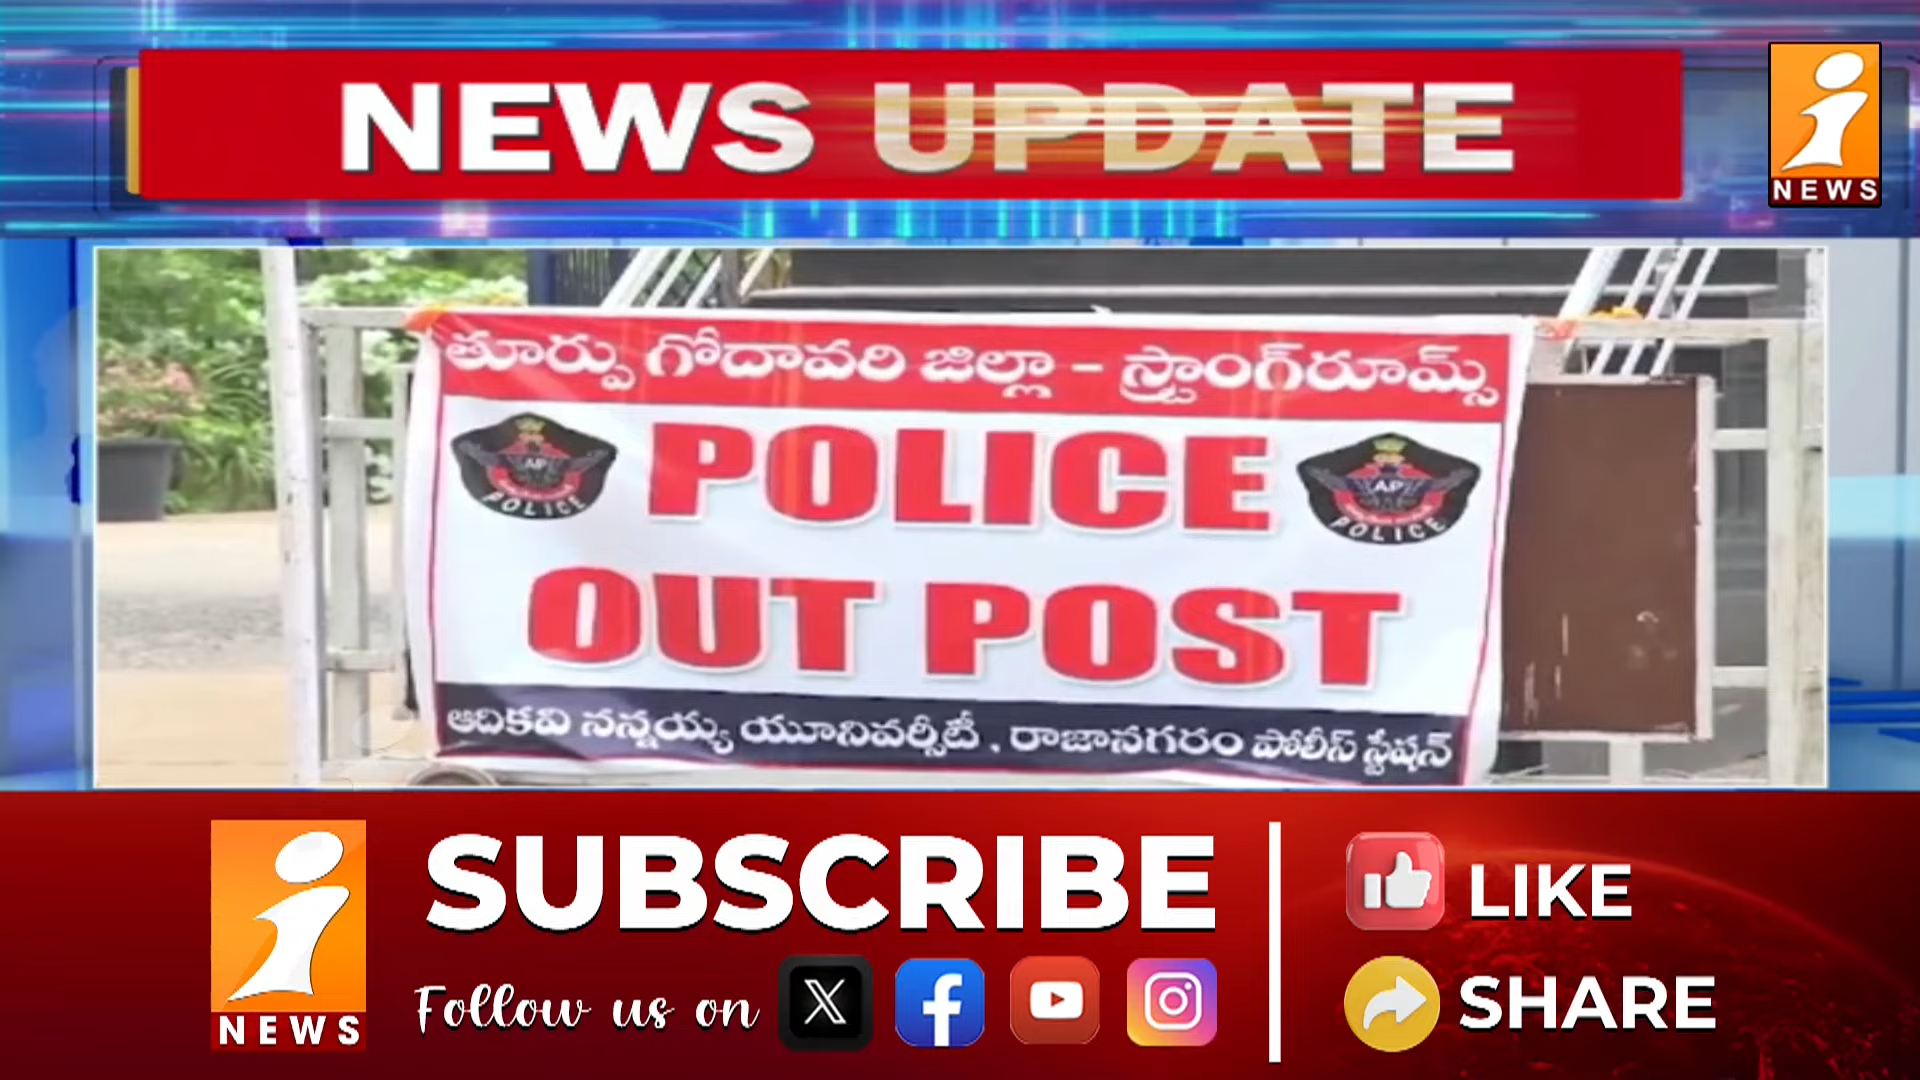 NEWS UPDATE
i
NEWS
తూర్పు గోదావరి జిల్లా - స్ట్రాంగ్‌రూమ్స్
POLICE
AP
POLICE
AP
POLICE
OUT POST
ఆదికవి నన్నయ్య యూనివర్సిటీ , రాజానగరం పోలీస్ స్టేషన్
i
NEWS
SUBSCRIBE
Follow us on
LIKE
SHARE